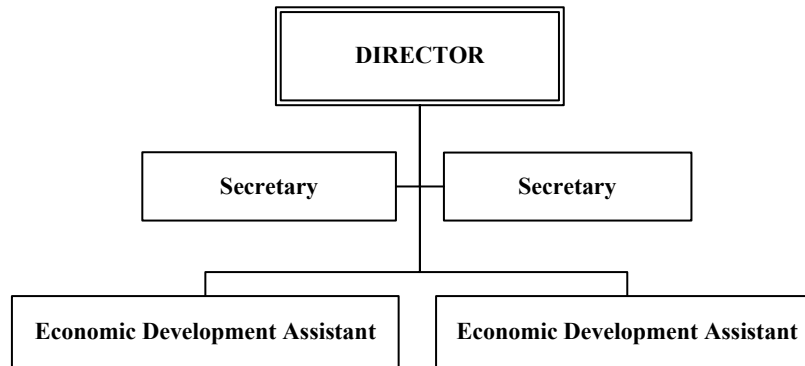 DIRECTOR
Secretary
Secretary
Economic Development Assistant
Economic Development Assistant